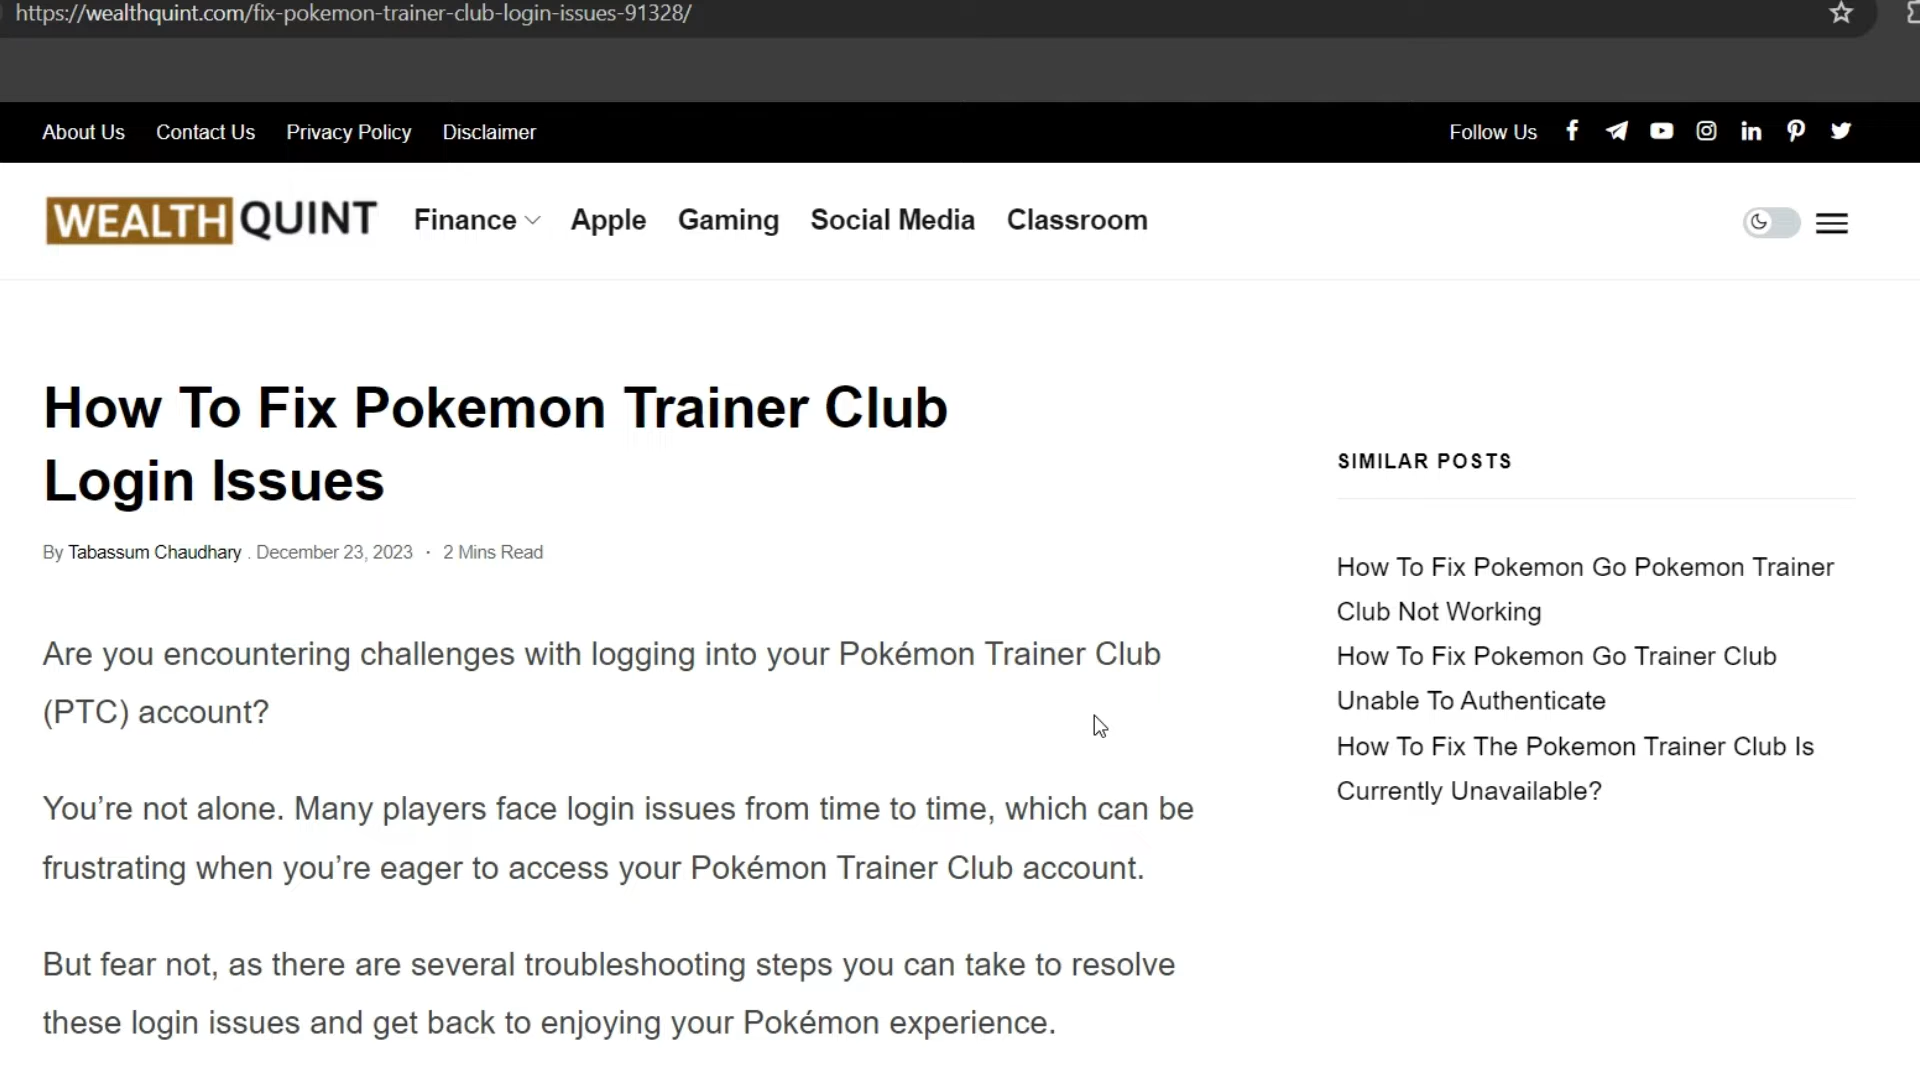 https://wealthquint.com/fix-pokemon-trainer-club-login-issues-91328/
About Us Contact Us Privacy Policy Disclaimer Follow Us
WEALTH QUINT Finance Apple Gaming Social Media Classroom
How To Fix Pokemon Trainer Club
Login Issues
By Tabassum Chaudhary . December 23, 2023 · 2 Mins Read
Are you encountering challenges with logging into your Pokémon Trainer Club
(PTC) account?
You’re not alone. Many players face login issues from time to time, which can be
frustrating when you’re eager to access your Pokémon Trainer Club account.
But fear not, as there are several troubleshooting steps you can take to resolve
these login issues and get back to enjoying your Pokémon experience.
SIMILAR POSTS
How To Fix Pokemon Go Pokemon Trainer
Club Not Working
How To Fix Pokemon Go Trainer Club
Unable To Authenticate
How To Fix The Pokemon Trainer Club Is
Currently Unavailable?